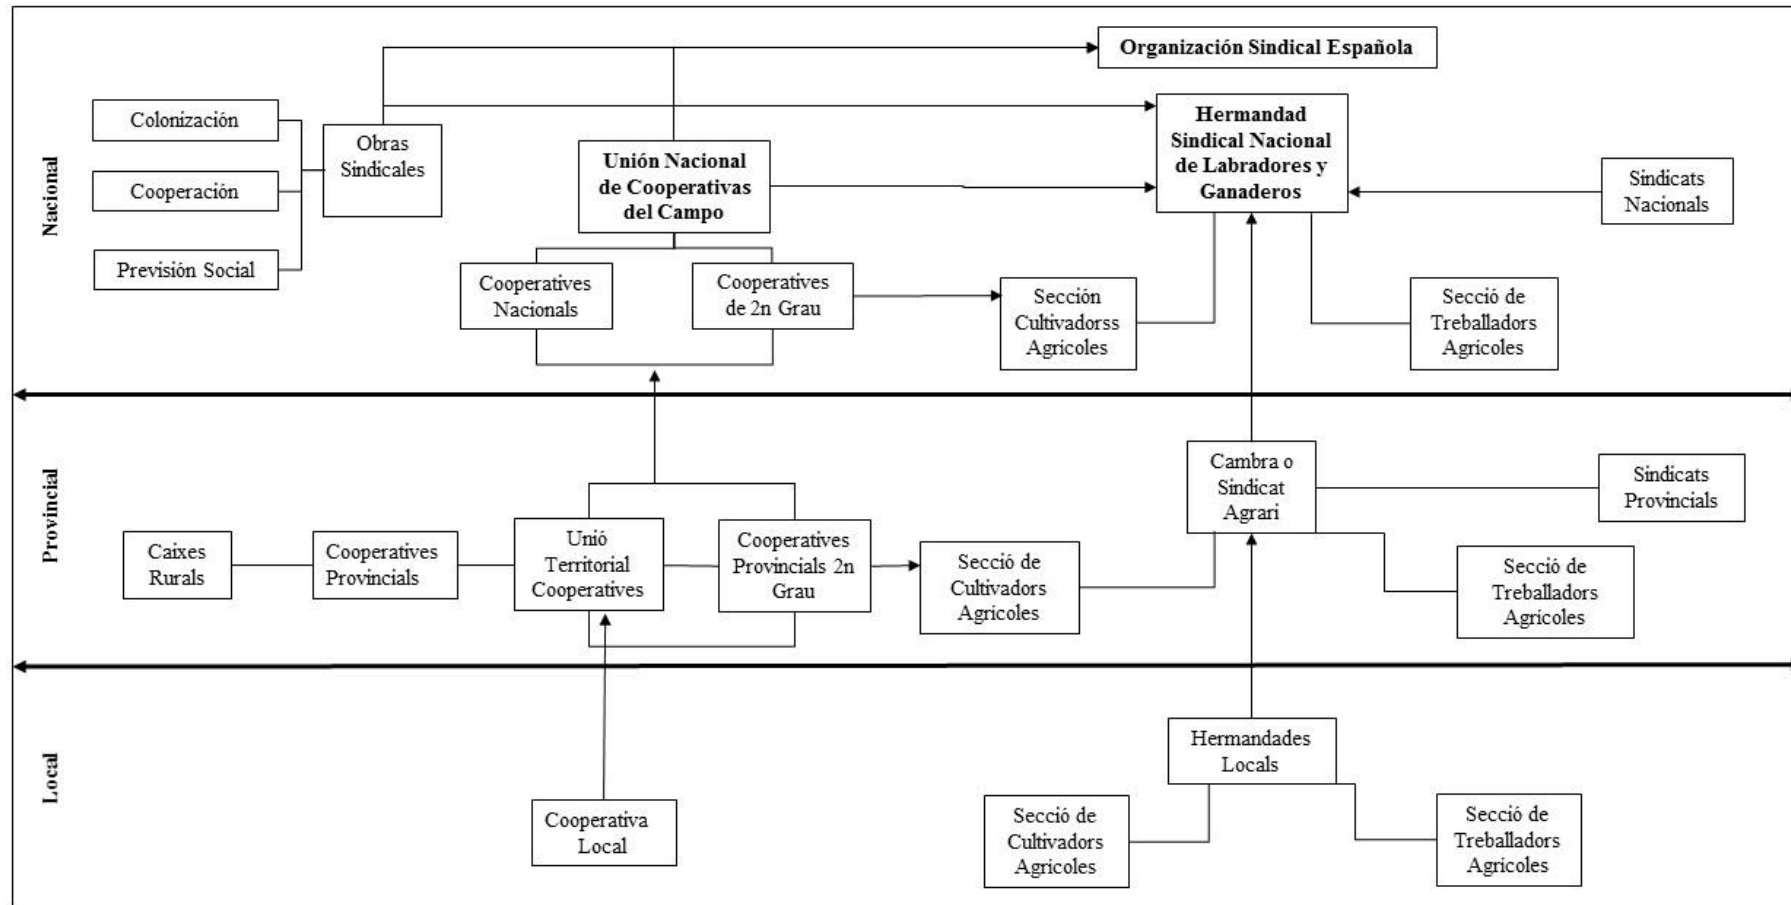 Nacional
Organización Sindical Española
Colonización
Cooperación
Previsión Social
Obras
Sindicales
Unión Nacional
de Cooperativas
del Campo
Hermandad
Sindical Nacional
de Labradores y
Ganaderos
Sindicats
Nacionals
Cooperatives
Nacionals
Cooperatives
de 2n Grau
Sección
Cultivadorss
Agricoles
Secció de
Treballadors
Agricoles
Provincial
Caixes
Rurals
Cooperatives
Provincials
Unió
Territorial
Cooperatives
Cooperatives
Provincials 2n
Grau
Secció de
Cultivadors
Agricoles
Cambra o
Sindicat
Agrari
Sindicats
Provincials
Secció de
Treballadors
Agricoles
Local
Cooperativa
Local
Hermandades
Locals
Secció de
Cultivadors
Agricoles
Secció de
Treballadors
Agricoles